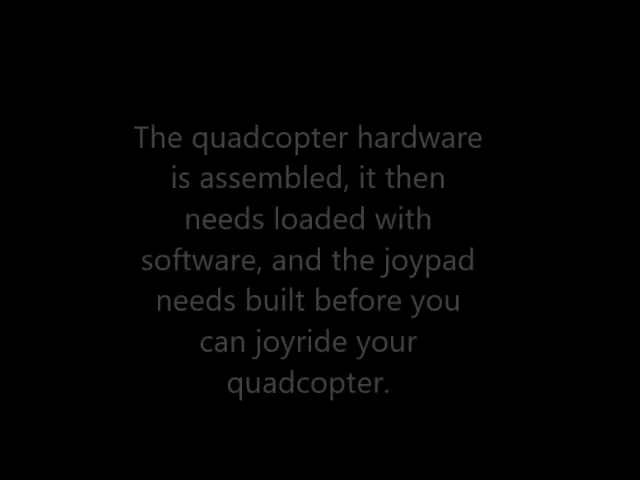 The quadcopter hardware
is assembled, it then
needs loaded with
software, and the joypad
needs built before you
can joyride your
quadcopter.